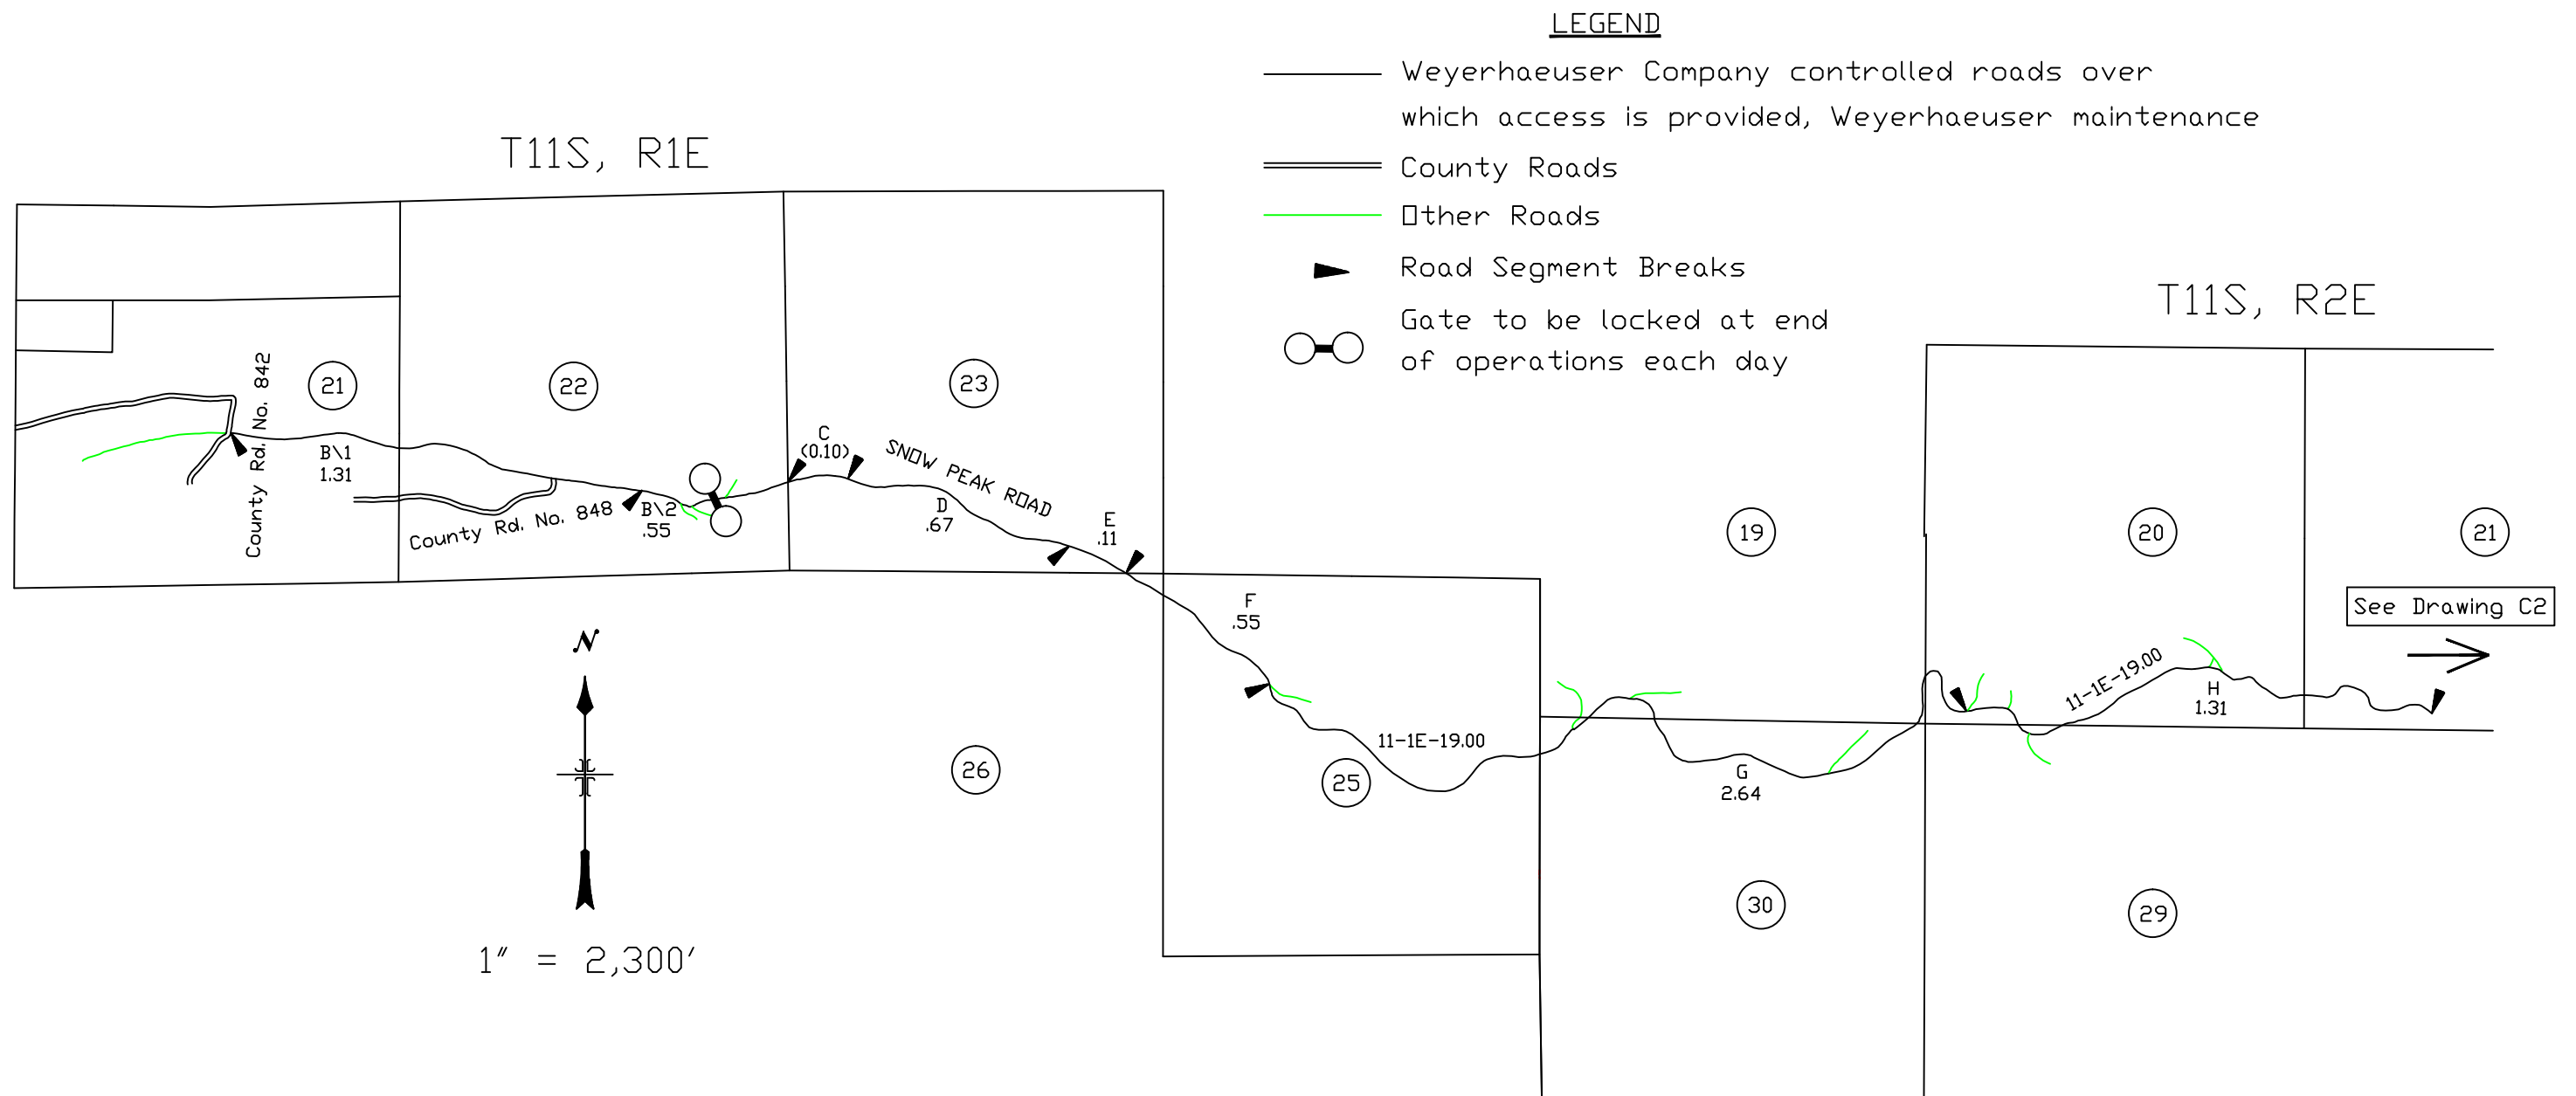 LEGEND
Weyerhaeuser Company controlled roads over
which access is provided, Weyerhaeuser maintenance
County Roads
Other Roads
Road Segment Breaks
Gate to be locked at end
of operations each day
T11S, R1E
T11S, R2E
21
22
23
19
20
21
County Rd. No. 842
B\1
1.31
County Rd. No. 848
B\2
.55
C
(0.10)
SNOW PEAK ROAD
D
.67
E
.11
F
.55
See Drawing C2
11-1E-19.00
H
1.31
11-1E-19.00
G
2.64
26
25
30
29
N
1" = 2,300'